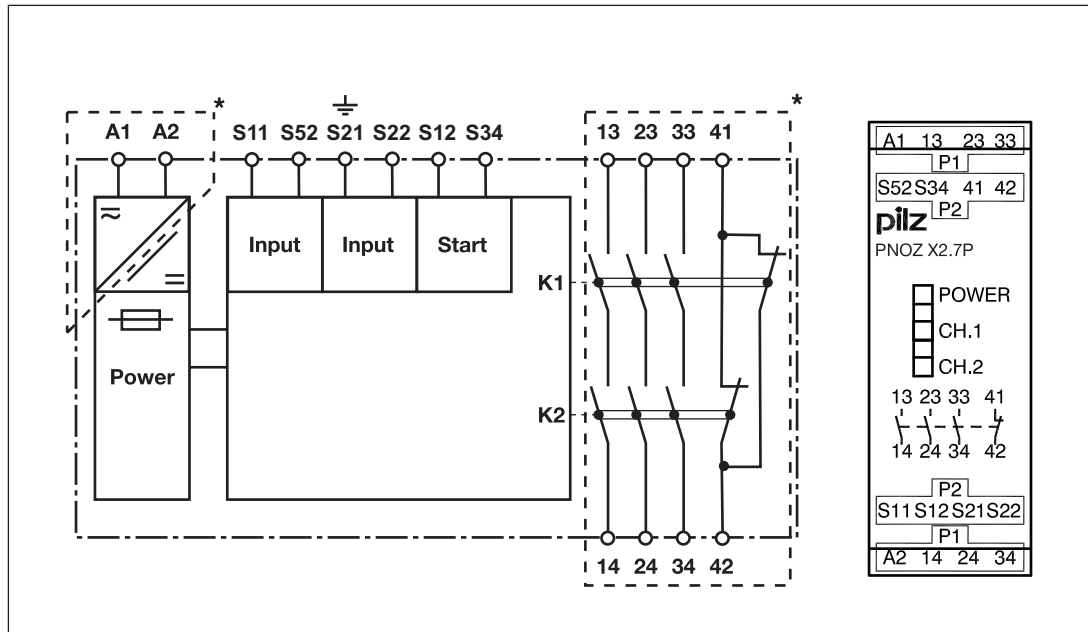 * *
A1 A2 S11 S52 S21 S22 S12 S34 13 23 33 41
Input Input Start
K1
Power
K2
14 24 34 42
A1 13 23 33
P1
S52 S34 41 42
P2
pilz
PNOZ X2.7P
POWER
CH.1
CH.2
13 23 33 41
14 24 34 42
P2
S11 S12 S21 S22
P1
A2 14 24 34